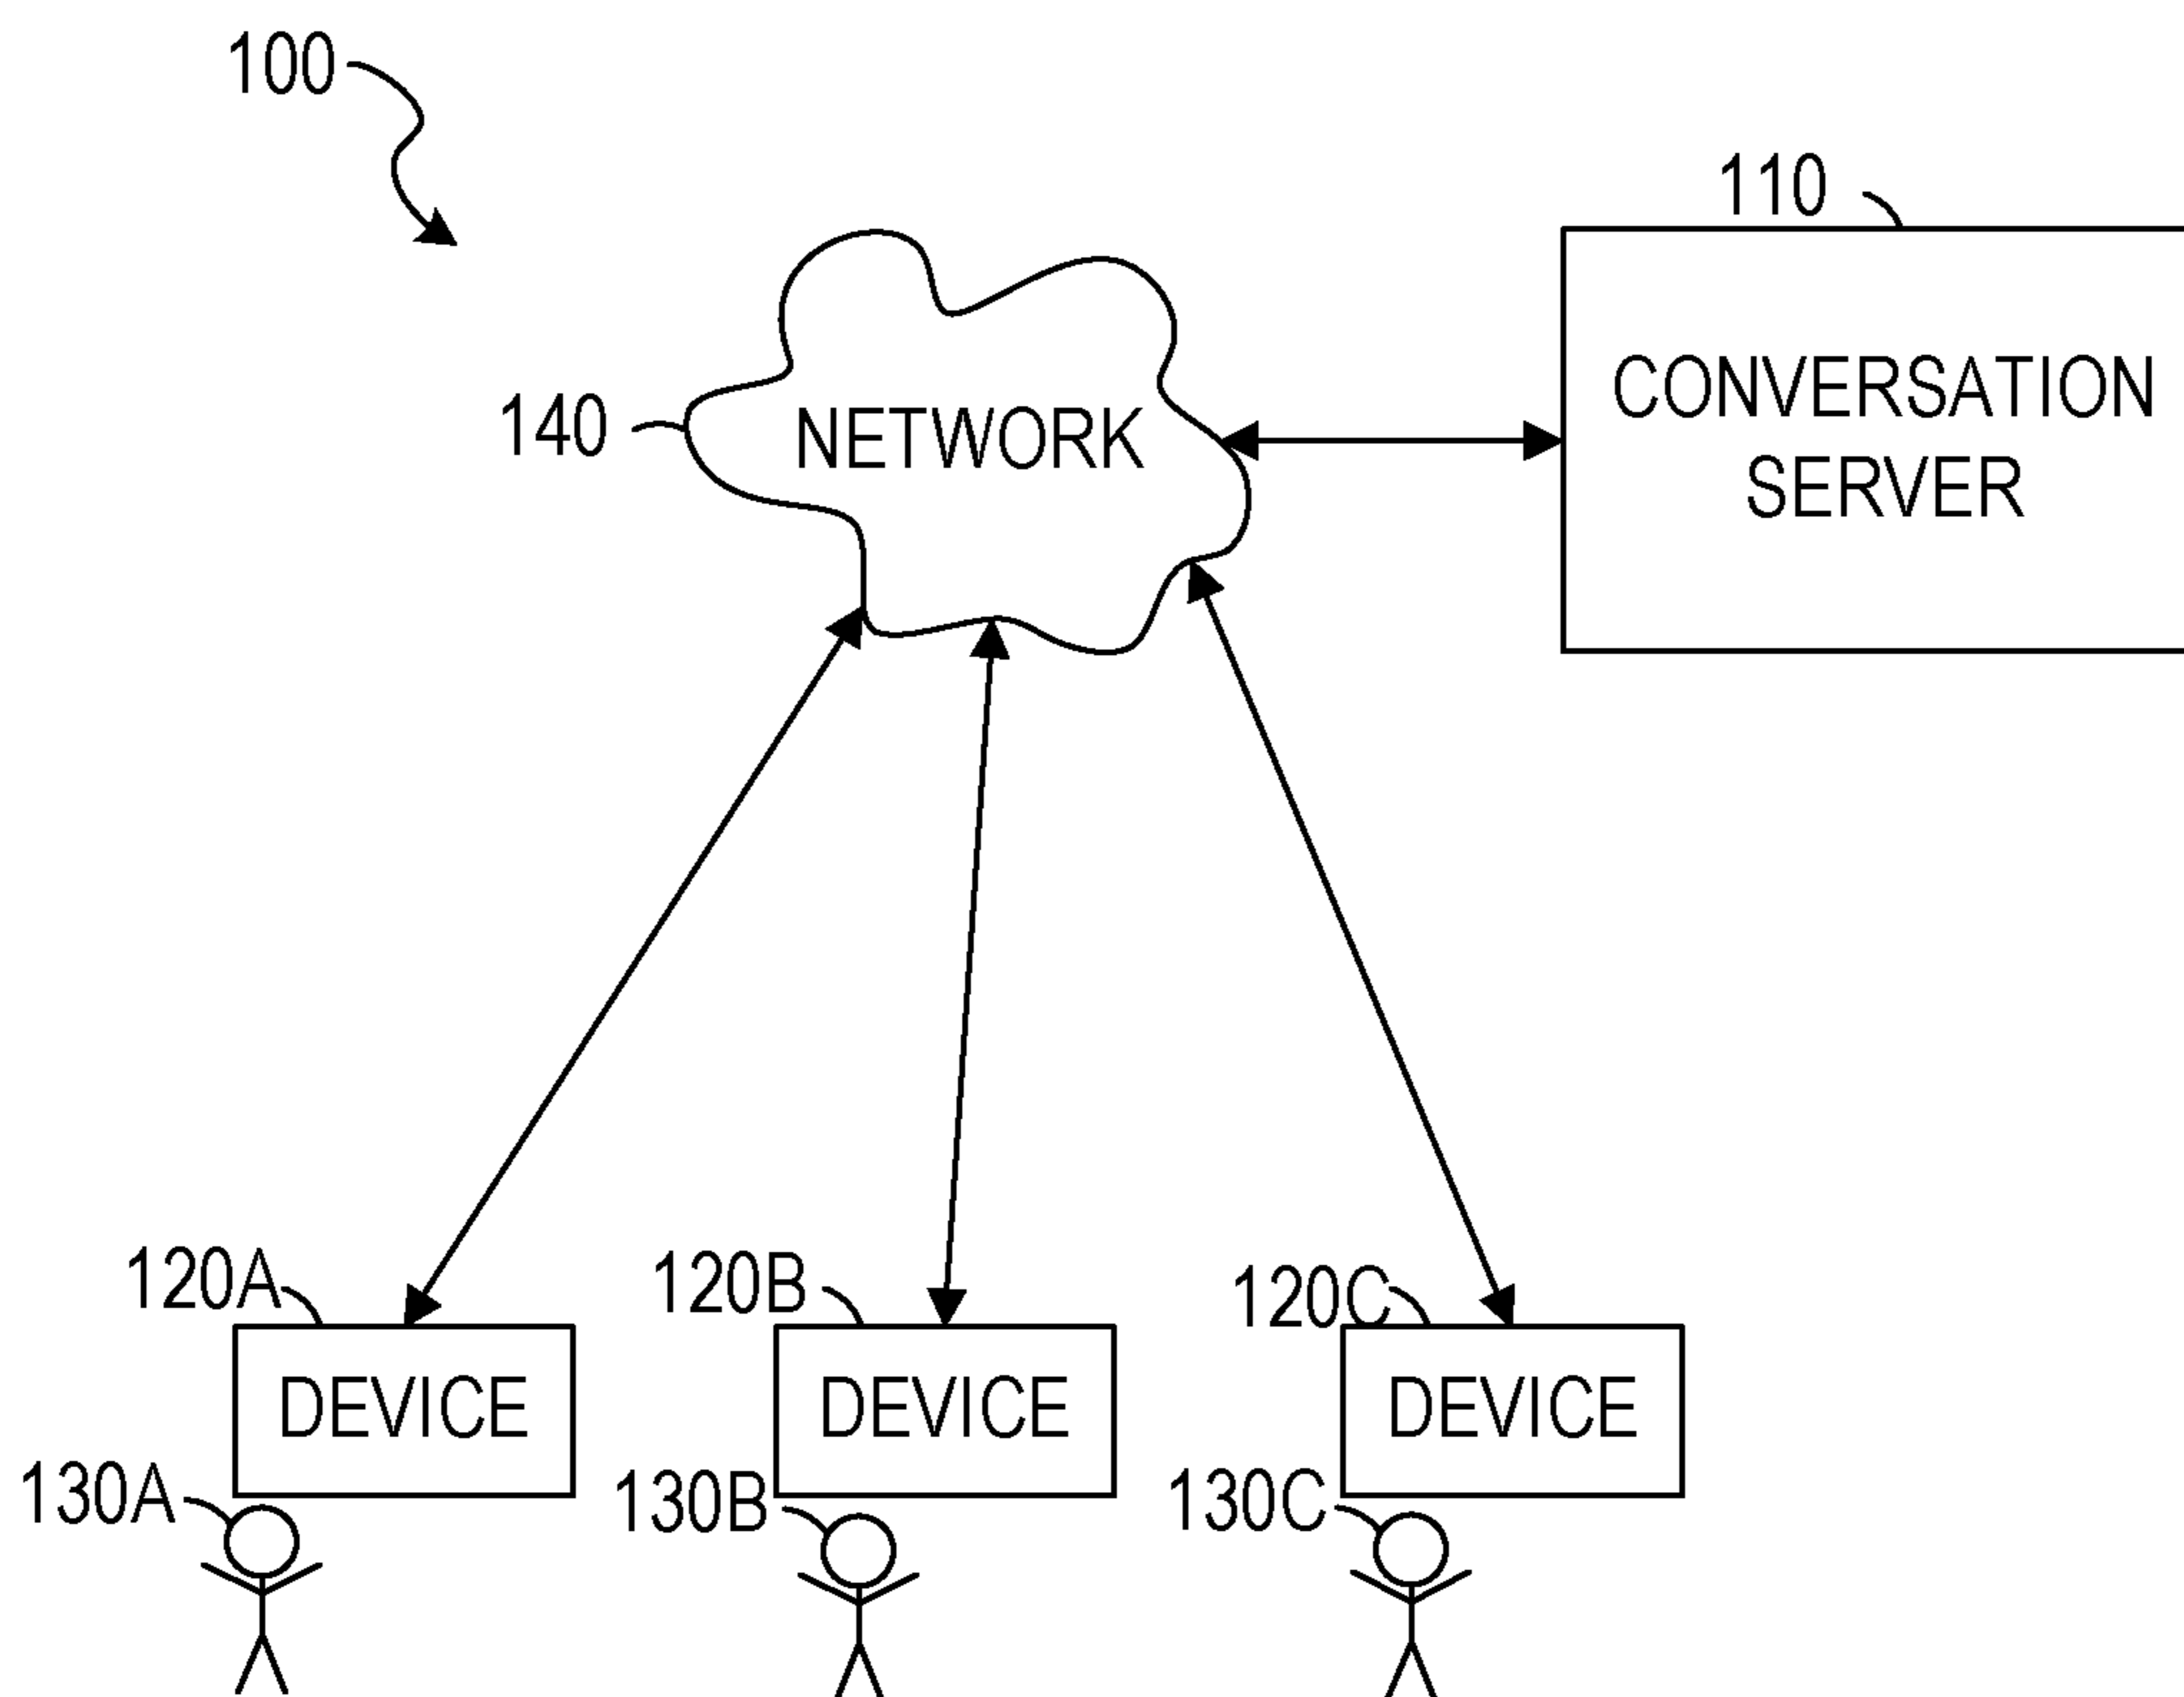 100
110
CONVERSATION
SERVER
140
NETWORK
120A
120B
120C
DEVICE
DEVICE
DEVICE
130A
130B
130C